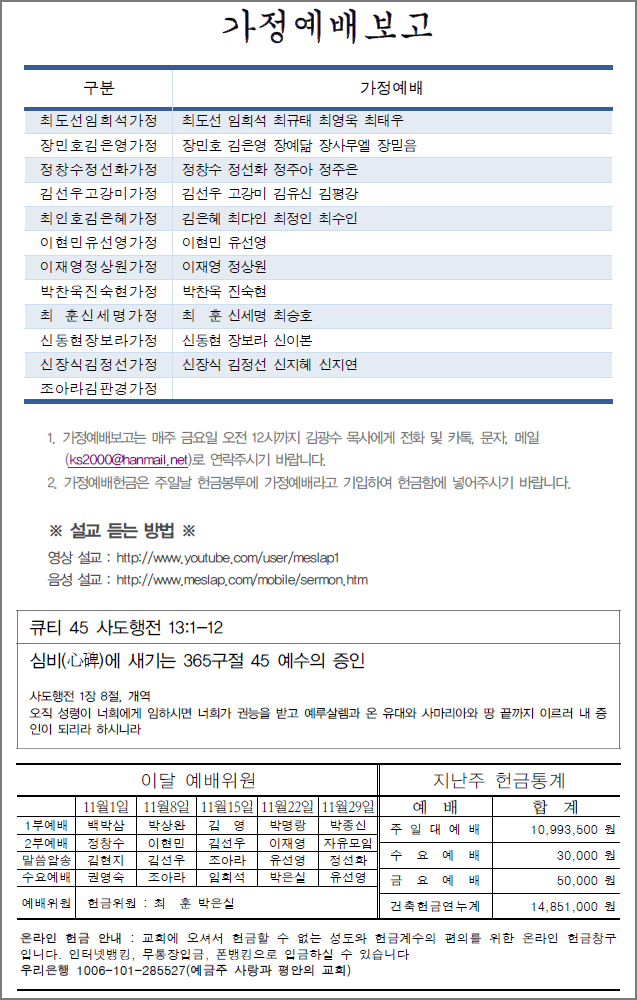 가정예배보고
구분 가정예배
최도선임희석가정 최도선 임희석 최규태 최영욱 최태우
장민호김은영가정 장민호 김은영 장예닮 장사무엘 장믿음
정창수정선화가정 정창수 정선화 정주아 정주은
김선우고강미가정 김선우 고강미 김유신 김평강
최인호김은혜가정 김은혜 최다인 최정인 최수인
이현민유선영가정 이현민 유선영
이재영정상원가정 이재영 정상원
박찬욱진숙현가정 박찬욱 진숙현
최 훈신세명가정 최 훈 신세명 최승호
신동현장보라가정 신동현 장보라 신이본
신장식김정선가정 신장식 김정선 신지혜 신지연
조아라김판경가정
1. 가정예배보고는 매주 금요일 오전 12시까지 김광수 목사에게 전화 및 카톡, 문자, 메일
(ks2000@hanmail.net)로 연락주시기 바랍니다.
2. 가정예배헌금은 주일날 헌금봉투에 가정예배라고 기입하여 헌금함에 넣어주시기 바랍니다.
※ 설교 듣는 방법 ※
영상 설교 : http://www.youtube.com/user/meslap1
음성 설교 : http://www.meslap.com/mobile/sermon.htm
큐티 45 사도행전 13:1-12
심비(心碑)에 새기는 365구절 45 예수의 증인
사도행전 1장 8절, 개역
오직 성령이 너희에게 임하시면 너희가 권능을 받고 예루살렘과 온 유대와 사마리아와 땅 끝까지 이르러 내 증
인이 되리라 하시니라
이달 예배위원 지난주 헌금통계
11월1일 11월8일 11월15일 11월22일 11월29일 예 배 합 계
1부예배 백박삼 박상완 김 영 박명랑 박종신
2부예배 정창수 이현민 김선우 이재영 자유모임
말씀암송 김현지 김선우 조아라 유선영 정선화
수요예배 권영숙 조아라 임희석 박은실 유선영
예배위원 헌금위원 : 최 훈 박은실
주 일 대 예 배 10,993,500 원
수 요 예 배 30,000 원
금 요 예 배 50,000 원
건축헌금연누계 14,851,000 원
온라인 헌금 안내 : 교회에 오셔서 헌금할 수 없는 성도와 헌금계수의 편의를 위한 온라인 헌금창구
입니다. 인터넷뱅킹, 무통장입금, 폰뱅킹으로 입금하실 수 있습니다
우리은행 1006-101-285527(예금주 사랑과 평안의 교회)